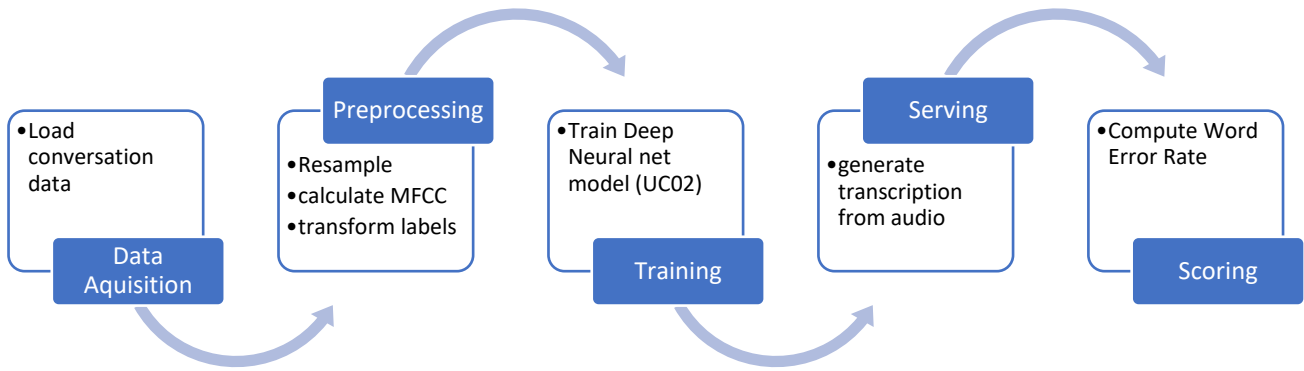 •Load
conversation
data
Data
Aquisition
Preprocessing
•Resample
•calculate MFCC
•transform labels
•Train Deep
Neural net
model (UC02)
Training
Serving
•generate
transcription
from audio
•Compute Word
Error Rate
Scoring